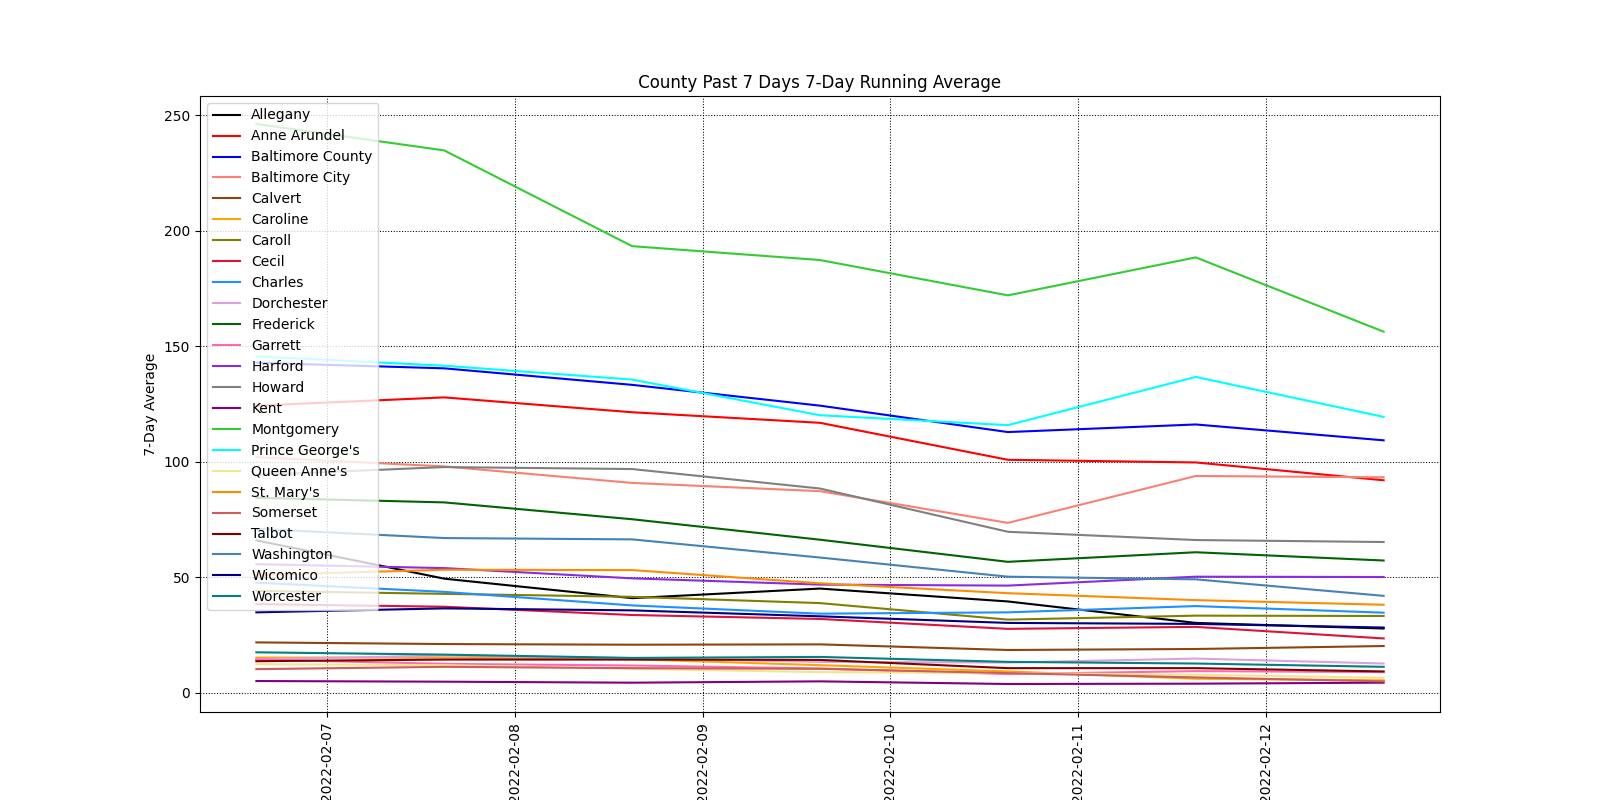 County Past 7 Days 7-Day Running Average
250
200
150
100
50
0
7-Day Average
Allegany
Anne Arundel
Baltimore County
Baltimore City
Calvert
Caroline
Caroll
Cecil
Charles
Dorchester
Frederick
Garrett
Harford
Howard
Kent
Montgomery
Prince George's
Queen Anne's
St. Mary's
Somerset
Talbot
Washington
Wicomico
Worcester
2022-02-07
2022-02-08
2022-02-09
2022-02-10
2022-02-11
2022-02-12